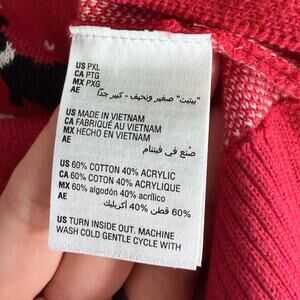 US PXL
CA PTG
MX PXG
AE "بيتيت" صغير ونحيف - كبير جدًا
US MADE IN VIETNAM
CA FABRIQUÉ AU VIETNAM
MX HECHO EN VIETNAM
AE صُنع في فيتنام
US 60% COTTON 40% ACRYLIC
CA 60% COTON 40% ACRYLIQUE
MX 60% algodón 40% acrílico
AE 60% قطن 40% أكريليك
US TURN INSIDE OUT. MACHINE
WASH COLD GENTLE CYCLE WITH